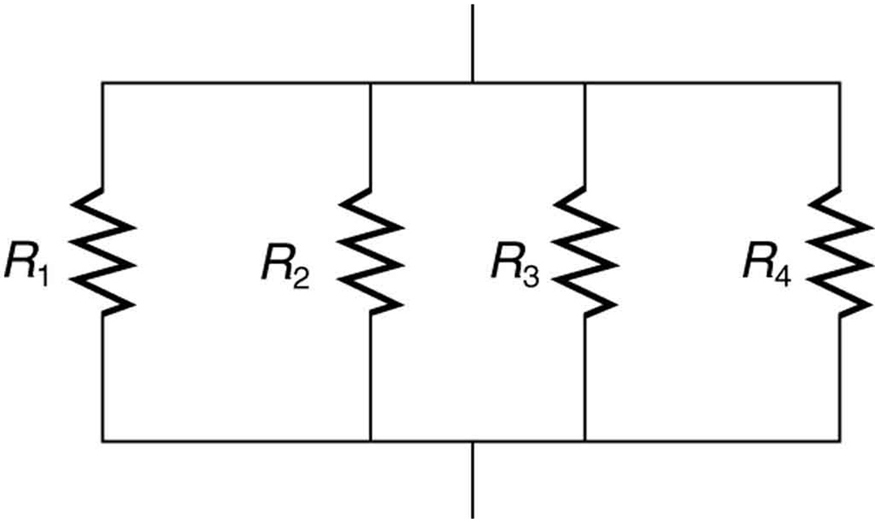 R₁ R₂ R₃ R₄